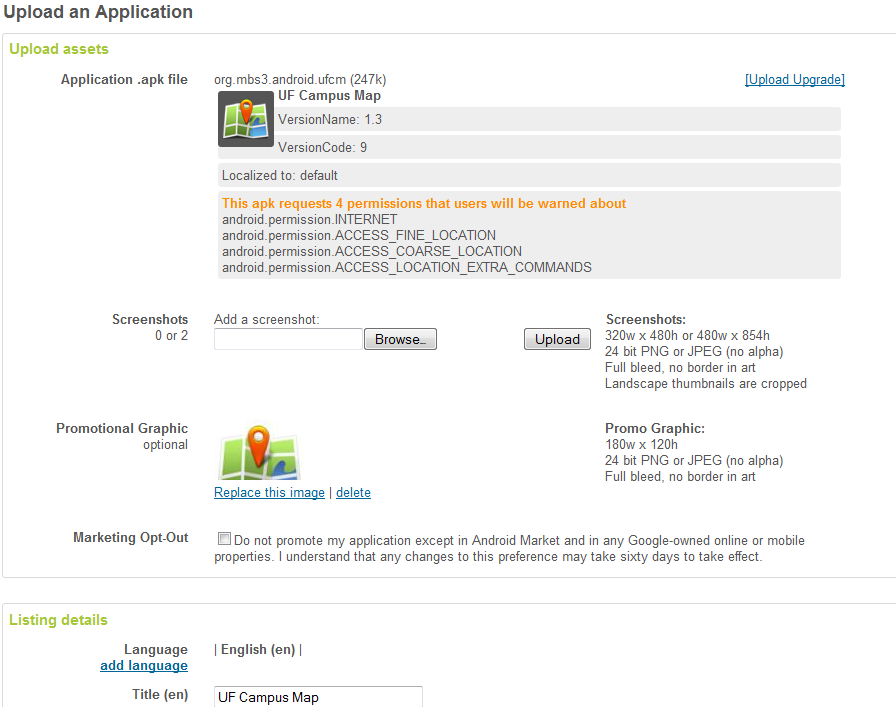 Upload an Application
Upload assets
Application .apk file
org.mbs3.android.ufcm (247k)
[Upload Upgrade]
UF Campus Map
VersionName: 1.3
VersionCode: 9
Localized to: default
This apk requests 4 permissions that users will be warned about
android.permission.INTERNET
android.permission.ACCESS_FINE_LOCATION
android.permission.ACCESS_COARSE_LOCATION
android.permission.ACCESS_LOCATION_EXTRA_COMMANDS
Screenshots
0 or 2
Add a screenshot:
Browse...
Upload
Screenshots:
320w x 480h or 480w x 854h
24 bit PNG or JPEG (no alpha)
Full bleed, no border in art
Landscape thumbnails are cropped
Promotional Graphic
optional
Replace this image | delete
Promo Graphic:
180w x 120h
24 bit PNG or JPEG (no alpha)
Full bleed, no border in art
Marketing Opt-Out
Do not promote my application except in Android Market and in any Google-owned online or mobile
properties. I understand that any changes to this preference may take sixty days to take effect.
Listing details
Language
add language
| English (en) |
Title (en)
UF Campus Map